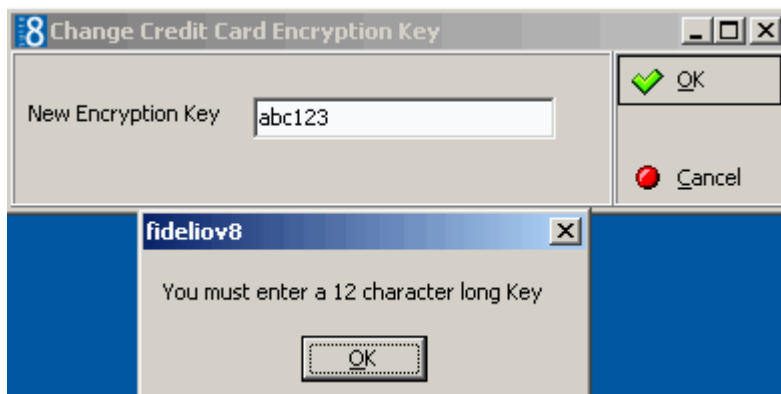 8 Change Credit Card Encryption Key
New Encryption Key abc123
OK
Cancel
fideliov8
You must enter a 12 character long Key
OK